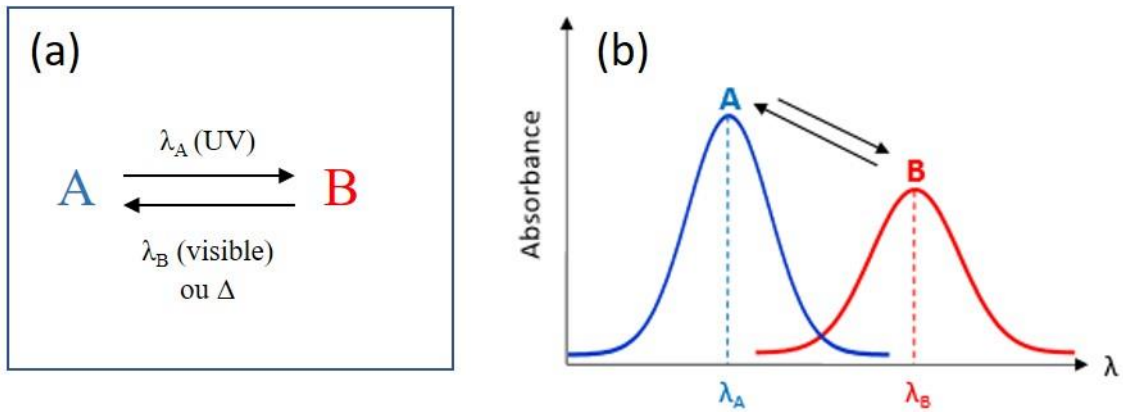 (a)
λA (UV)
A B
λB (visible)
ou Δ
(b)
Absorbance
A
B
λ
λA λB